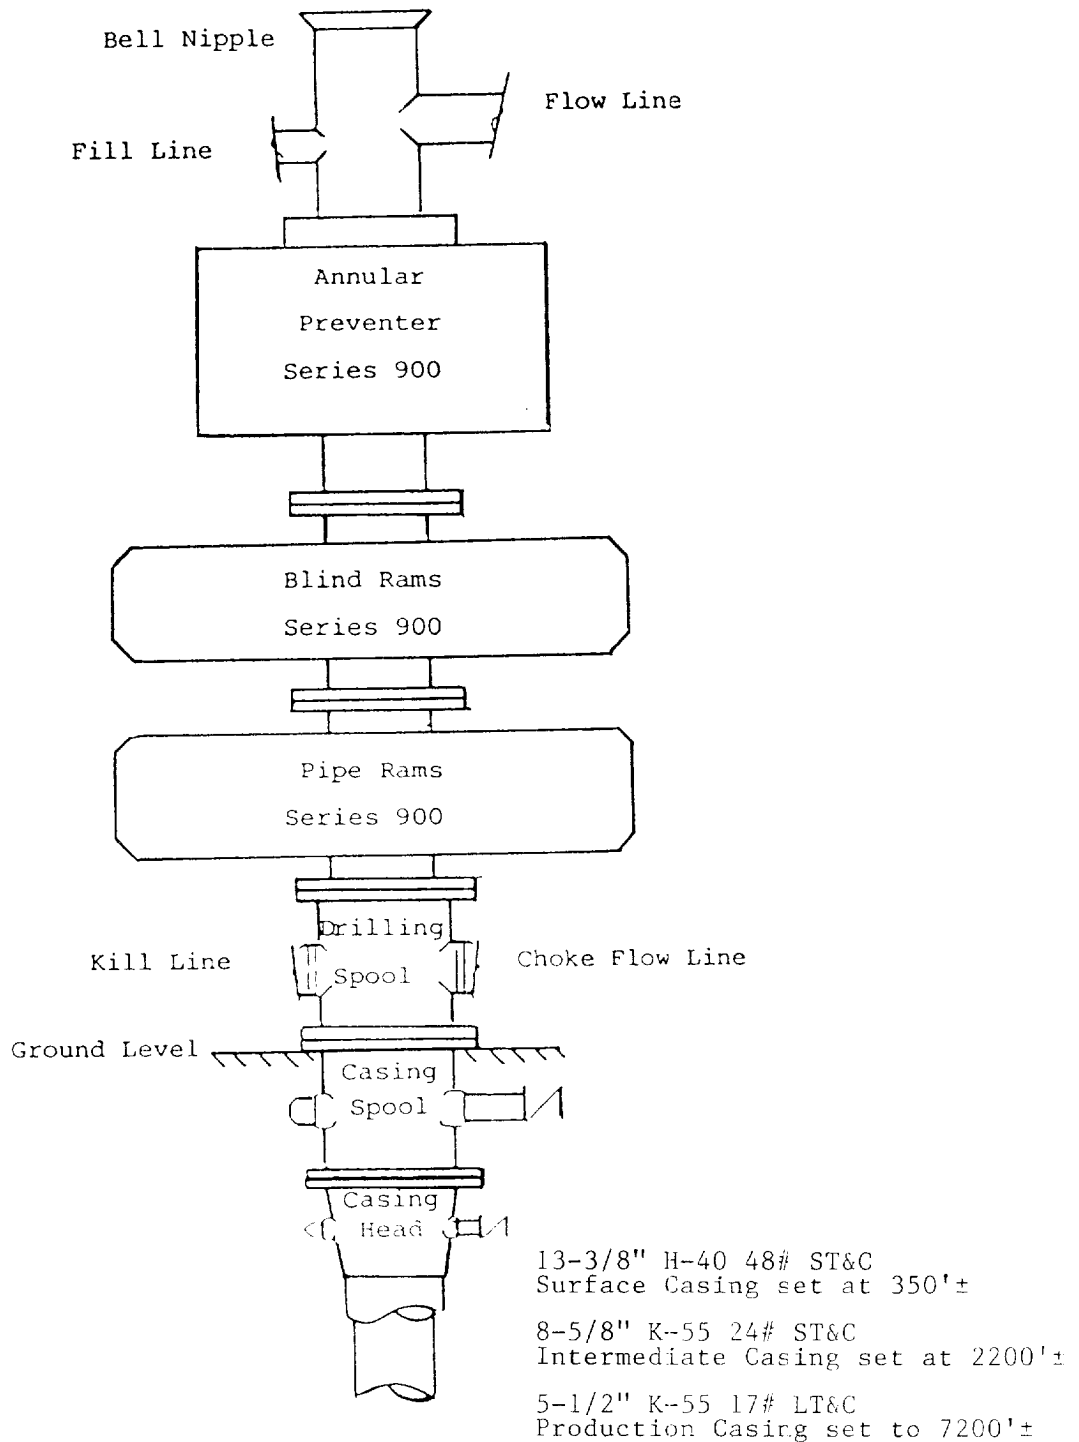 Bell Nipple
Flow Line
Fill Line
Annular
Preventer
Series 900
Blind Rams
Series 900
Pipe Rams
Series 900
Drilling
Kill Line
Choke Flow Line
Spool
Ground Level
Casing
Spool
Casing
Head
13-3/8" H-40 48# ST&C
Surface Casing set at 350'±
8-5/8" K-55 24# ST&C
Intermediate Casing set at 2200'±
5-1/2" K-55 17# LT&C
Production Casing set to 7200'±